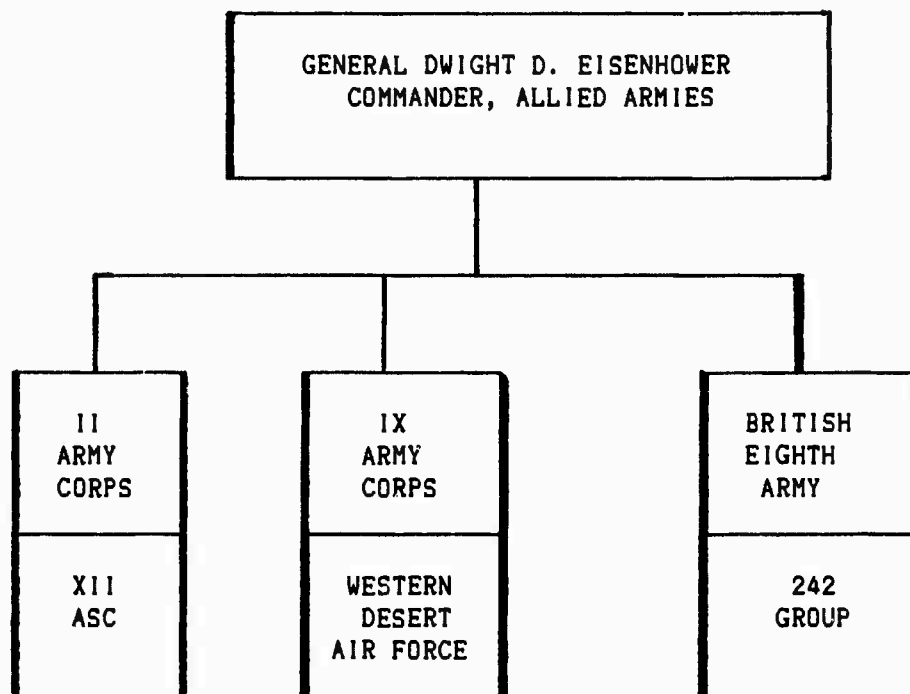 GENERAL DWIGHT D. EISENHOWER
COMMANDER, ALLIED ARMIES
II
ARMY
CORPS
XII
ASC
IX
ARMY
CORPS
WESTERN
DESERT
AIR FORCE
BRITISH
EIGHTH
ARMY
242
GROUP